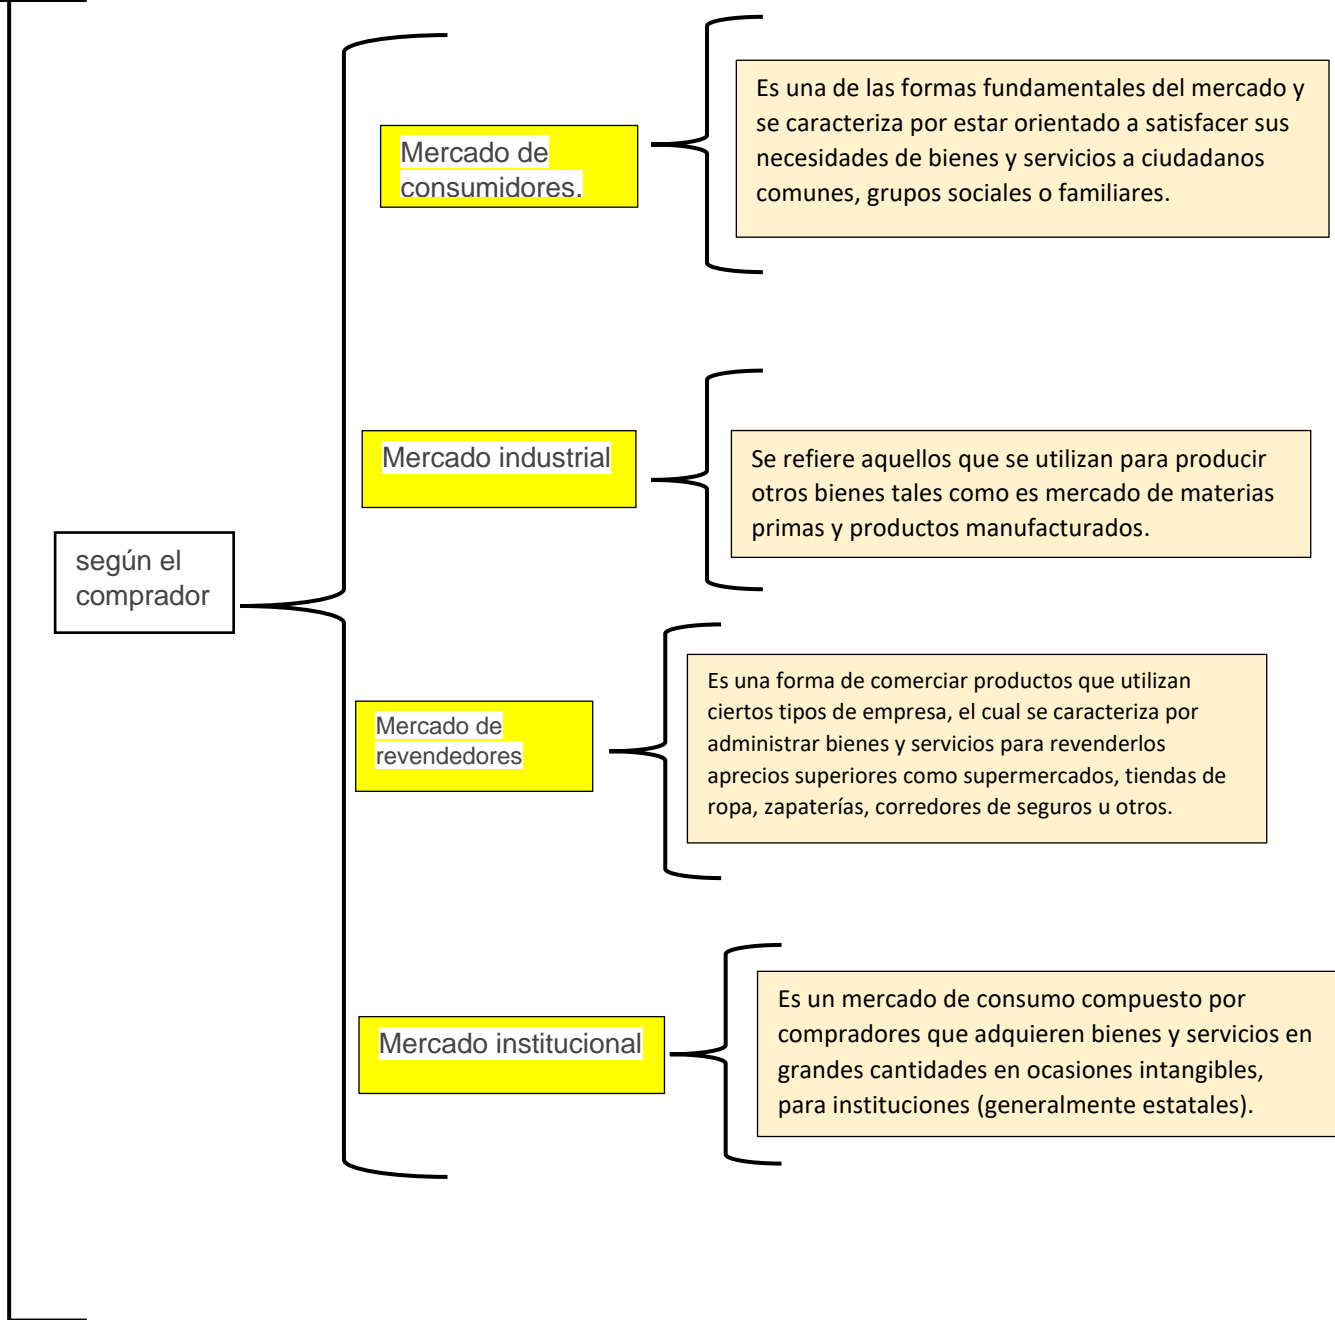 Mercado de
consumidores.
Es una de las formas fundamentales del mercado y
se caracteriza por estar orientado a satisfacer sus
necesidades de bienes y servicios a ciudadanos
comunes, grupos sociales o familiares.
Mercado industrial
Se refiere aquellos que se utilizan para producir
otros bienes tales como es mercado de materias
primas y productos manufacturados.
según el
comprador
Mercado de
revendedores
Es una forma de comerciar productos que utilizan
ciertos tipos de empresa, el cual se caracteriza por
administrar bienes y servicios para revenderlos
aprecios superiores como supermercados, tiendas de
ropa, zapaterías, corredores de seguros u otros.
Mercado institucional
Es un mercado de consumo compuesto por
compradores que adquieren bienes y servicios en
grandes cantidades en ocasiones intangibles,
para instituciones (generalmente estatales).